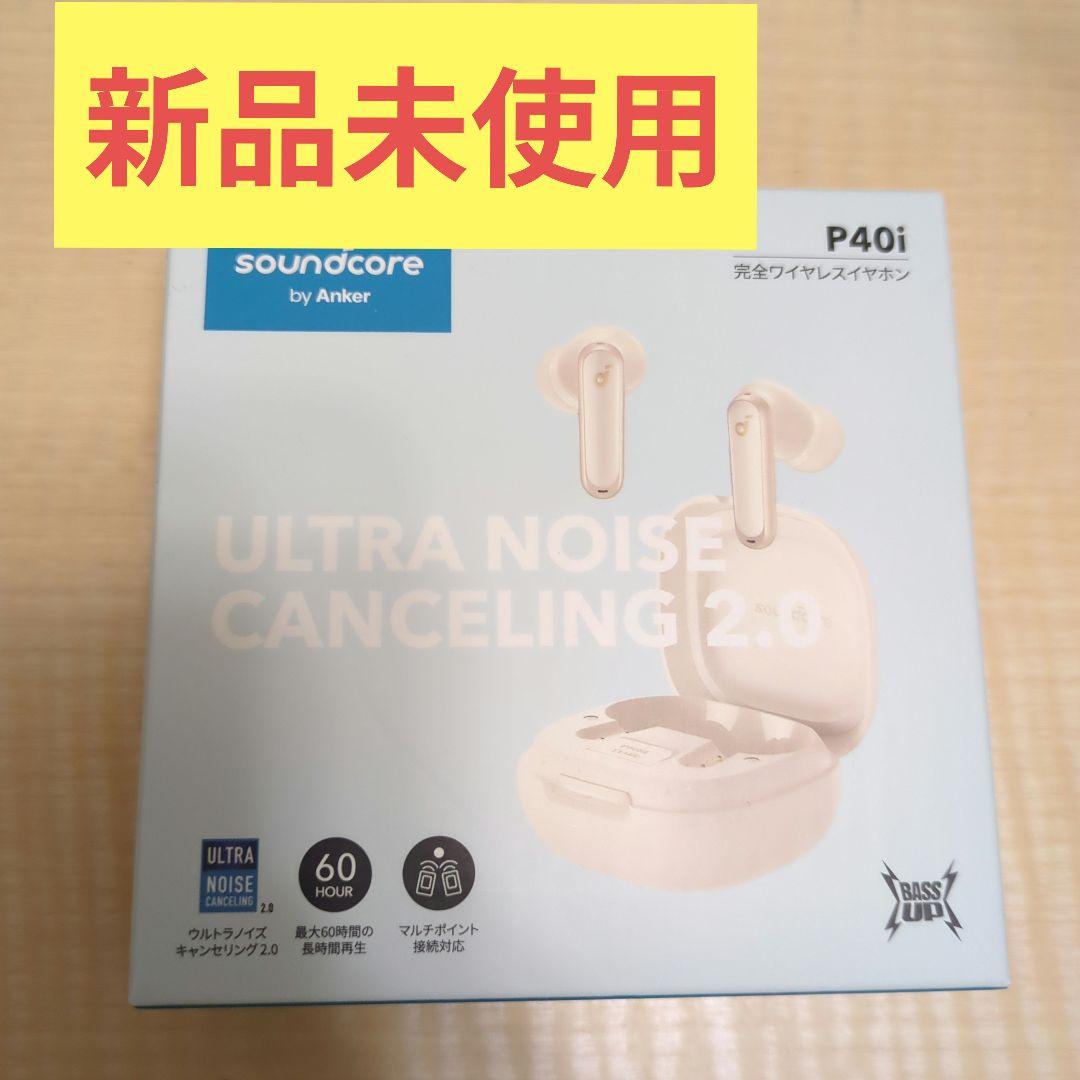 新品未使用
soundcore
by Anker
P40i
完全ワイヤレスイヤホン
ULTRA NOISE
CANCELING 2.0
ULTRA
NOISE
CANCELING
2.0
ウルトラノイズ
キャンセリング 2.0
60
HOUR
最大60時間の
長時間再生
マルチポイント
接続対応
BASS
UP